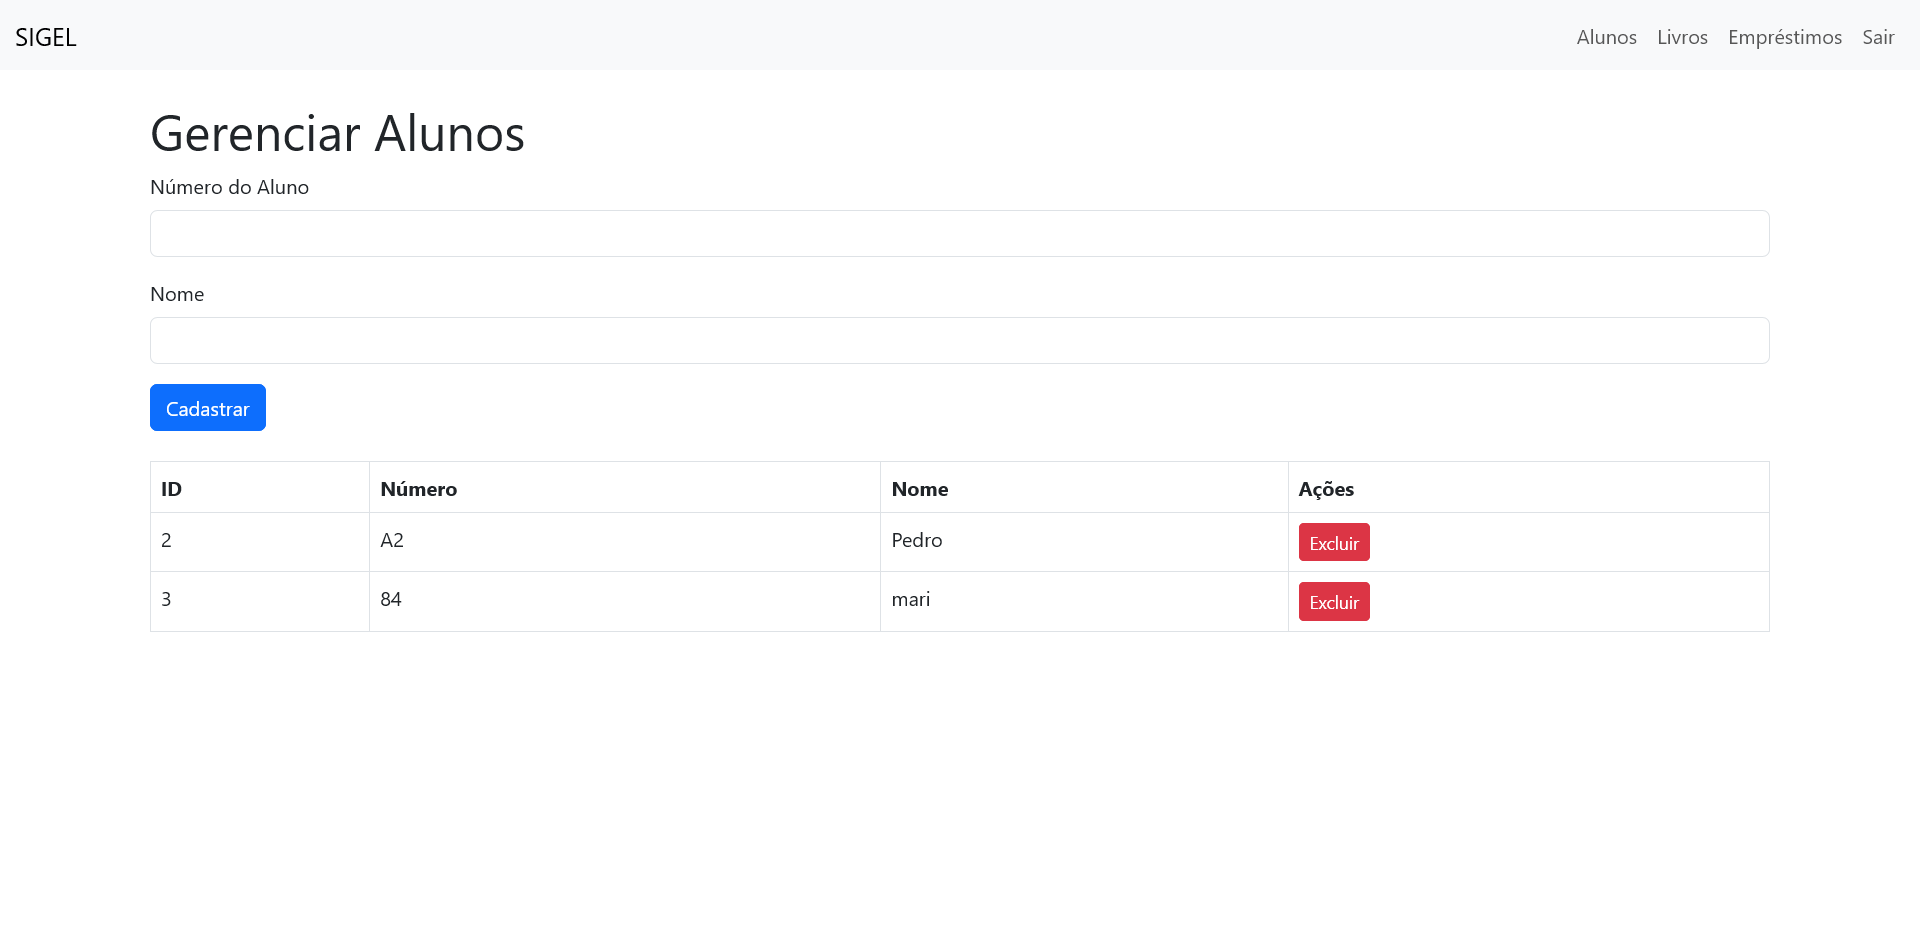 SIGEL Alunos Livros Empréstimos Sair
Gerenciar Alunos
Número do Aluno
Nome
Cadastrar
ID Número Nome Ações
2 A2 Pedro Excluir
3 84 mari Excluir